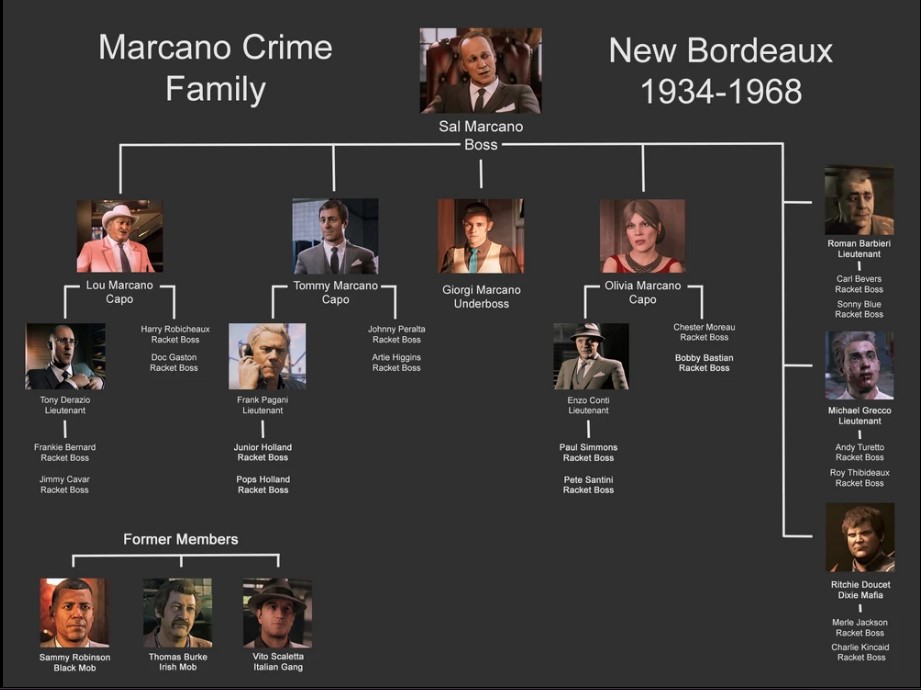 Marcano Crime
Family
New Bordeaux
1934-1968
Sal Marcano
Boss
Lou Marcano
Capo
Tommy Marcano
Capo
Giorgi Marcano
Underboss
Olivia Marcano
Capo
Roman Barbieri
Lieutenant
Carl Bevers
Racket Boss
Sonny Blue
Racket Boss
Harry Robicheaux
Racket Boss
Doc Gaston
Racket Boss
Johnny Peralta
Racket Boss
Artie Higgins
Racket Boss
Chester Moreau
Racket Boss
Bobby Bastian
Racket Boss
Tony Derazio
Lieutenant
Frankie Bernard
Racket Boss
Jimmy Cavar
Racket Boss
Frank Pagani
Lieutenant
Junior Holland
Racket Boss
Pops Holland
Racket Boss
Enzo Conti
Lieutenant
Paul Simmons
Racket Boss
Pete Santini
Racket Boss
Michael Grecco
Lieutenant
Andy Turetto
Racket Boss
Roy Thibideaux
Racket Boss
Ritchie Doucet
Dixie Mafia
Merle Jackson
Racket Boss
Charlie Kincaid
Racket Boss
Former Members
Sammy Robinson
Black Mob
Thomas Burke
Irish Mob
Vito Scaletta
Italian Gang